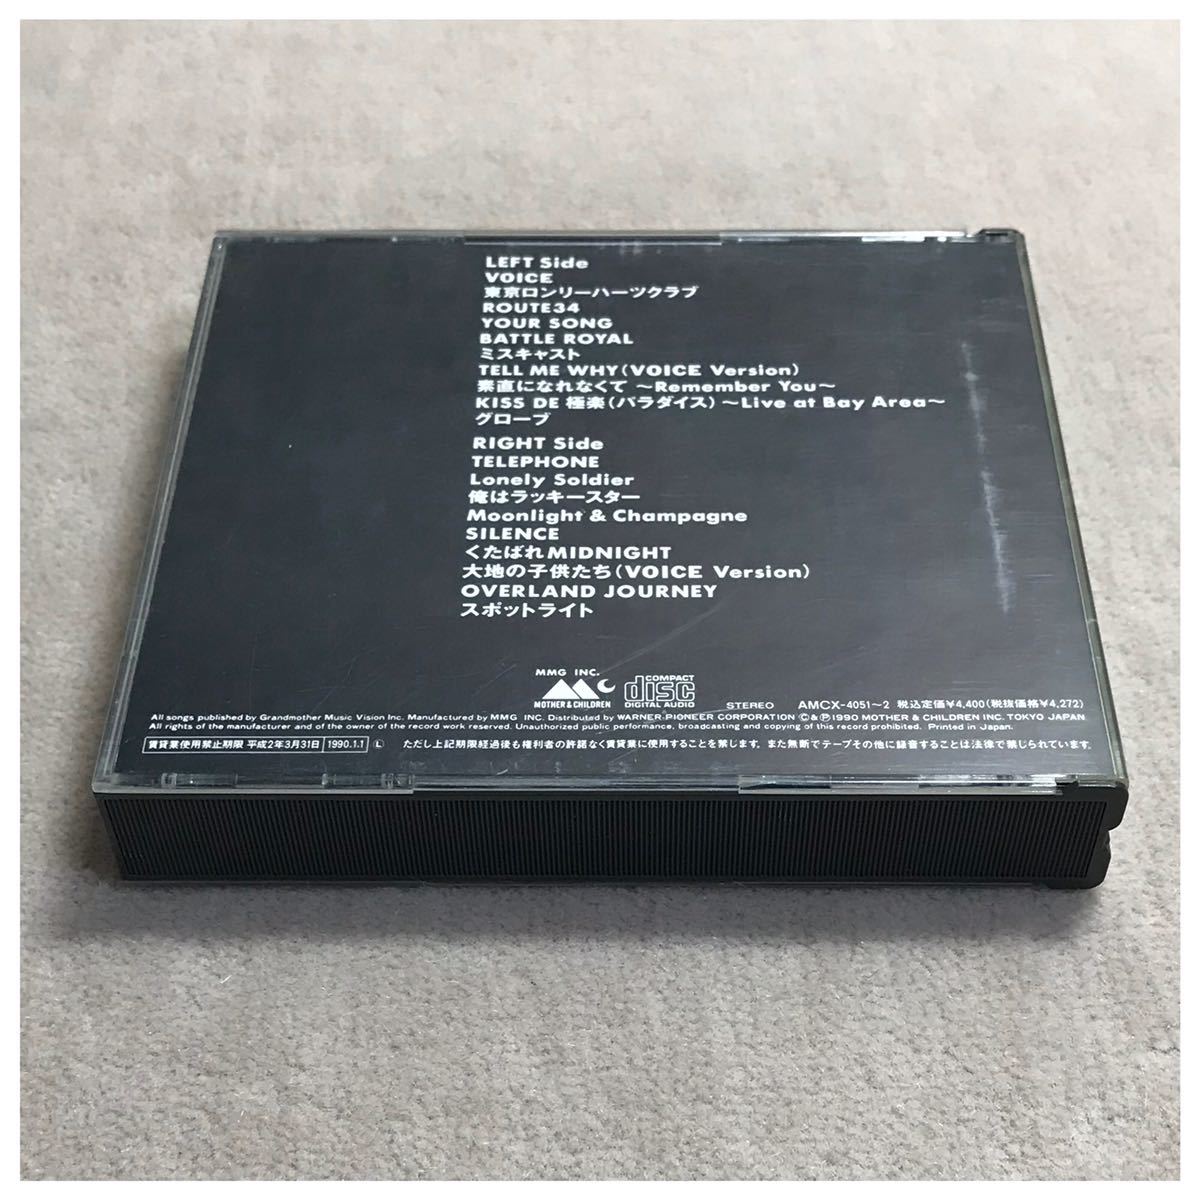 LEFT Side
VOICE
東京ロンリーハーツクラブ
ROUTE34
YOUR SONG
BATTLE ROYAL
ミスキャスト
TELL ME WHY(VOICE Version)
素直になれなくて 〜Remember You〜
KISS DE 極楽(パラダイス) 〜Live at Bay Area〜
グローブ
RIGHT Side
TELEPHONE
Lonely Soldier
俺はラッキースター
Moonlight & Champagne
SILENCE
くたばれMIDNIGHT
大地の子供たち(VOICE Version)
OVERLAND JOURNEY
スポットライト
MMG INC.
MOTHER & CHILDREN
COMPACT
disc
DIGITAL AUDIO
STEREO AMCX-4051〜2 税込定価¥4,400(税抜価格¥4,272)
All songs published by Grandmother Music Vision Inc. Manufactured by MMG INC. Distributed by WARNER-PIONEER CORPORATION Ⓒ&Ⓟ1990 MOTHER & CHILDREN INC. TOKYO JAPAN
All rights of the manufacturer and of the owner of the record work reserved. Unauthorized public performance, broadcasting and copying of this record prohibited. Printed in Japan.
賃貸業使用禁止期限 平成2年3月31日 1990.1.1 Ⓛ ただし上記期限経過後も権利者の許諾なく賃貸業に使用することを禁じます。また無断でテープその他に録音することは法律で禁じられています。